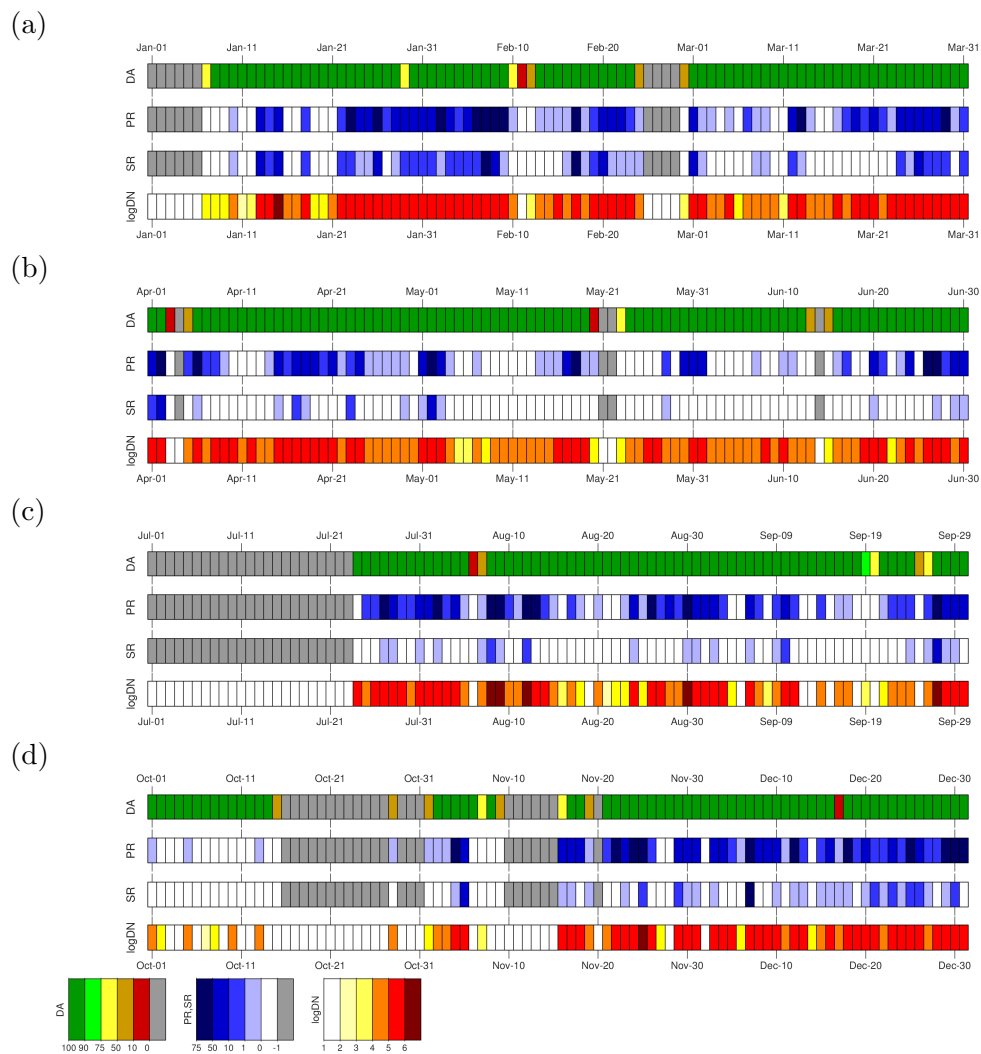 (a)
Jan-01 Jan-11 Jan-21 Jan-31 Feb-10 Feb-20 Mar-01 Mar-11 Mar-21 Mar-31
DA
PR
SR
logDN
Jan-01 Jan-11 Jan-21 Jan-31 Feb-10 Feb-20 Mar-01 Mar-11 Mar-21 Mar-31
(b)
Apr-01 Apr-11 Apr-21 May-01 May-11 May-21 May-31 Jun-10 Jun-20 Jun-30
DA
PR
SR
logDN
Apr-01 Apr-11 Apr-21 May-01 May-11 May-21 May-31 Jun-10 Jun-20 Jun-30
(c)
Jul-01 Jul-11 Jul-21 Jul-31 Aug-10 Aug-20 Aug-30 Sep-09 Sep-19 Sep-29
DA
PR
SR
logDN
Jul-01 Jul-11 Jul-21 Jul-31 Aug-10 Aug-20 Aug-30 Sep-09 Sep-19 Sep-29
(d)
Oct-01 Oct-11 Oct-21 Oct-31 Nov-10 Nov-20 Nov-30 Dec-10 Dec-20 Dec-30
DA
PR
SR
logDN
Oct-01 Oct-11 Oct-21 Oct-31 Nov-10 Nov-20 Nov-30 Dec-10 Dec-20 Dec-30
DA PR,SR logDN
100 90 75 50 10 0 75 50 10 1 0 -1 1 2 3 4 5 6